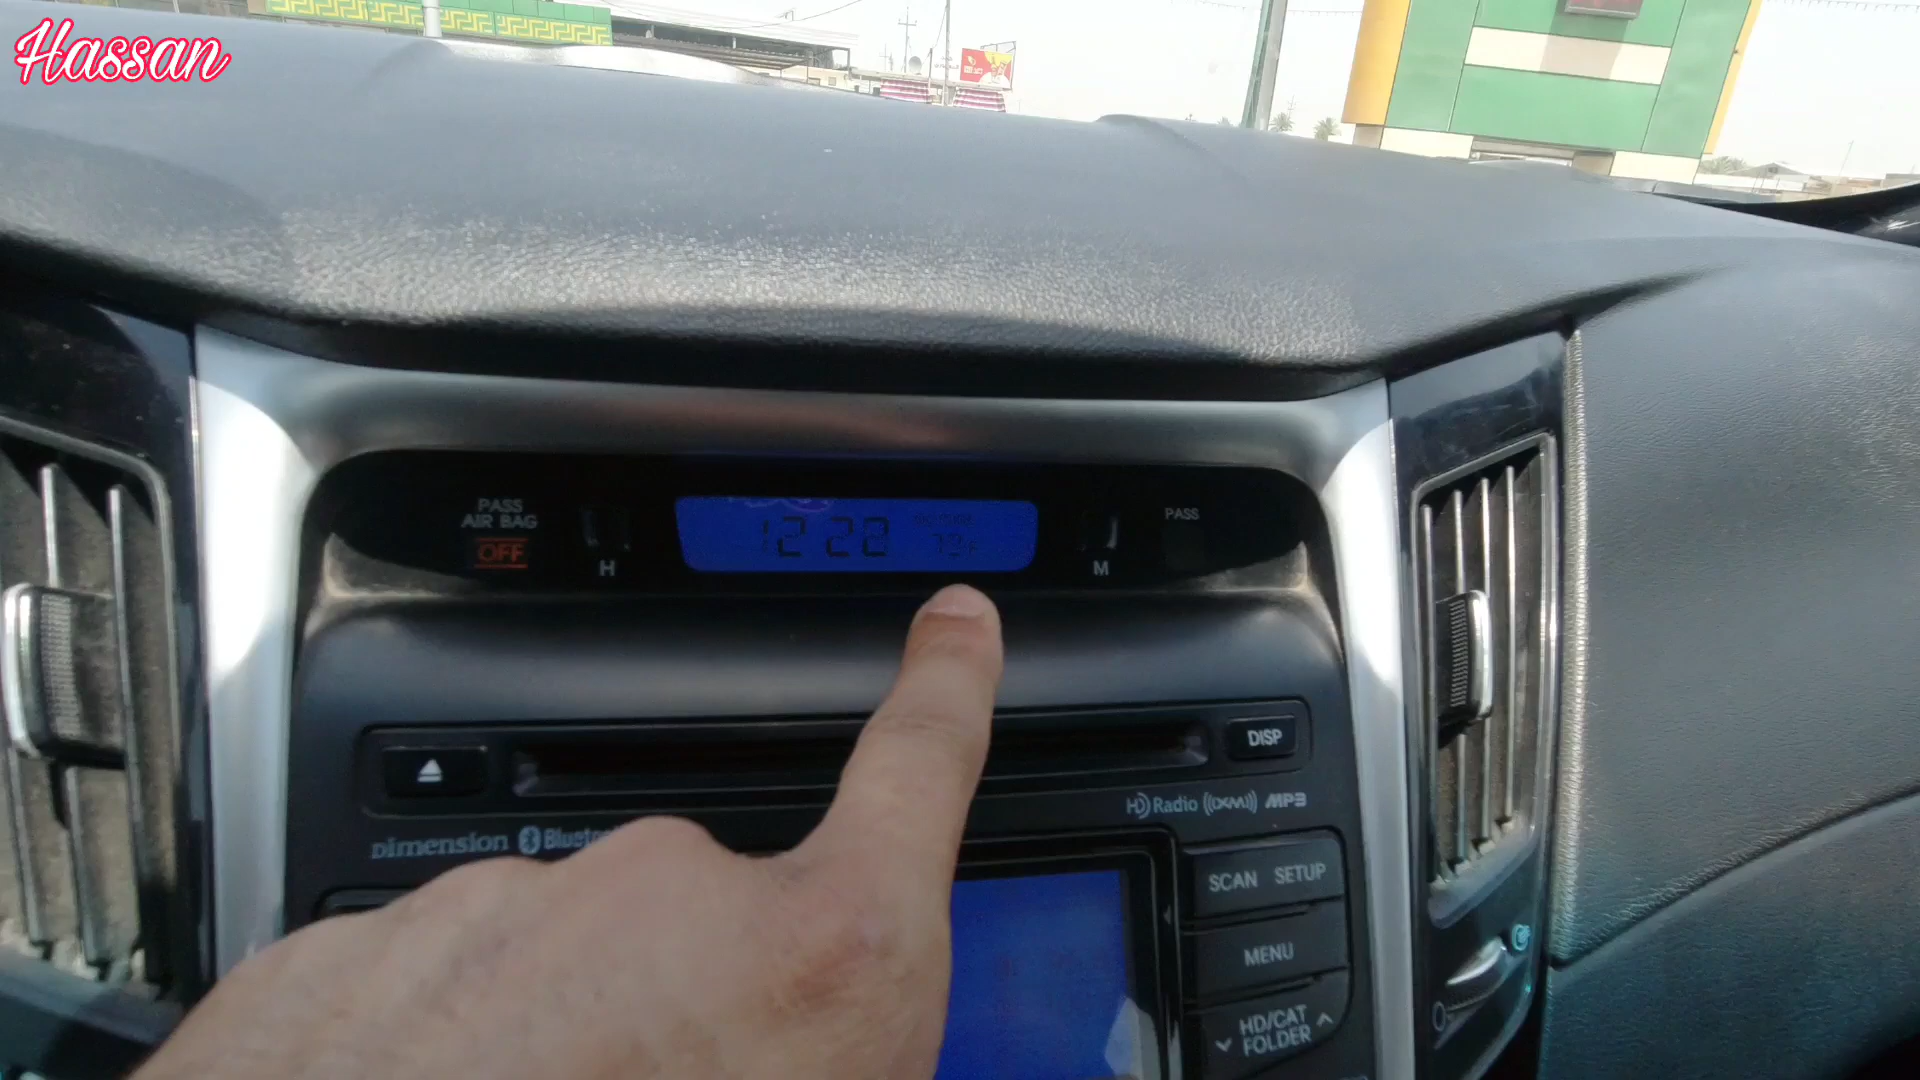 Hassan
PASS
AIR BAG
OFF
H
12 22
M
PASS
DISP
HD Radio ((XM)) MP3
Dimension
SCAN SETUP
MENU
HD/CAT
FOLDER